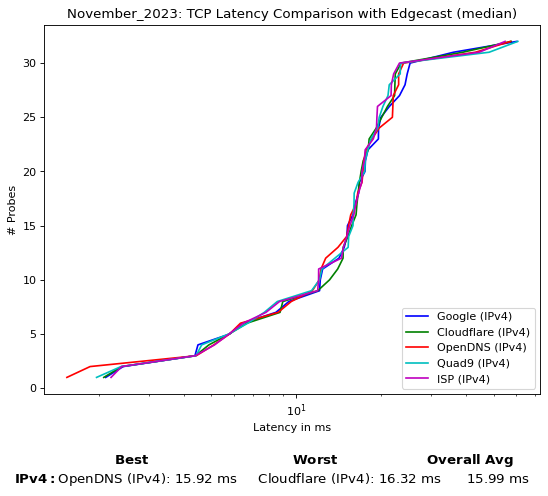 November_2023: TCP Latency Comparison with Edgecast (median)
30
25
20
15
10
5
0
# Probes
Google (IPv4)
Cloudflare (IPv4)
OpenDNS (IPv4)
Quad9 (IPv4)
ISP (IPv4)
10¹
Latency in ms
Best Worst Overall Avg
IPv4: OpenDNS (IPv4): 15.92 ms Cloudflare (IPv4): 16.32 ms 15.99 ms